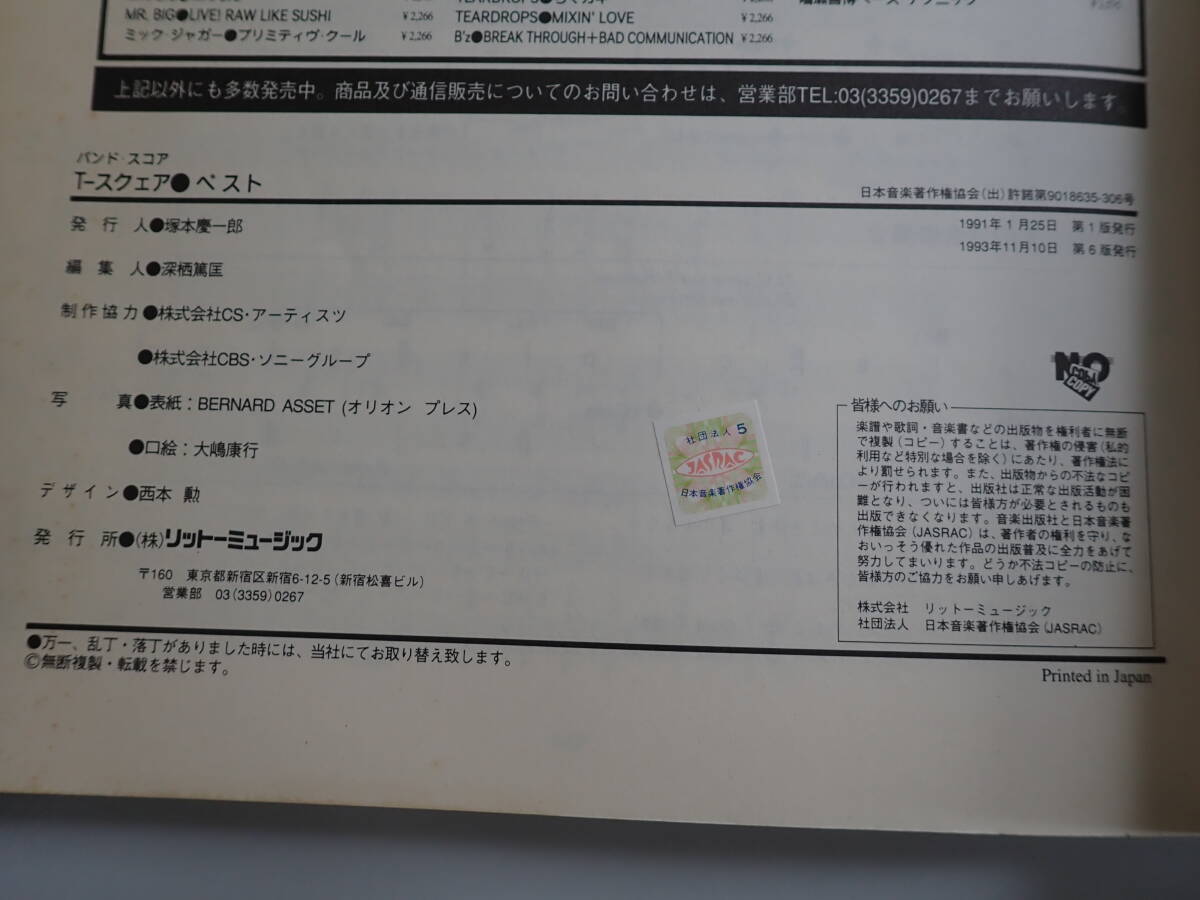 MR. BIG●LIVE! RAW LIKE SUSHI ¥2,266
ミック・ジャガー●プリミティヴ・クール ¥2,266
TEARDROPS●MIXIN' LOVE ¥2,266
B'z●BREAK THROUGH+BAD COMMUNICATION ¥2,266
上記以外にも多数発売中。商品及び通信販売についてのお問い合わせは、営業部TEL:03(3359)0267までお願いします。
バンド・スコア
T-スクェア●ベスト
日本音楽著作権協会(出)許諾第9018635-306号
発行人●塚本慶一郎
1991年1月25日 第1版発行
1993年11月10日 第6版発行
編集人●深栖篤匡
制作協力●株式会社CS・アーティスツ
●株式会社CBS・ソニーグループ
写真●表紙：BERNARD ASSET (オリオン プレス)
●口絵：大嶋康行
デザイン●西本 勲
発行所●(株)リットーミュージック
〒160 東京都新宿区新宿6-12-5(新宿松喜ビル)
営業部 03(3359)0267
社団法人 5
JASRAC
日本音楽著作権協会
NO
COPY
皆様へのお願い
楽譜や歌詞・音楽書などの出版物を権利者に無断
で複製(コピー)することは、著作権の侵害(私的
利用など特別な場合を除く)にあたり、著作権法に
より罰せられます。また、出版物からの不法なコピ
ーが行われますと、出版社は正常な出版活動が困
難となり、ついには皆様方が必要とされるものも
出版できなくなります。音楽出版社と日本音楽著
作権協会(JASRAC)は、著作者の権利を守り、な
おいっそう優れた作品の出版普及に全力をあげて
努力してまいります。どうか不法コピーの防止に、
皆様方のご協力をお願い申しあげます。
株式会社 リットーミュージック
社団法人 日本音楽著作権協会(JASRAC)
●万一、乱丁・落丁がありました時には、当社にてお取り替え致します。
©無断複製・転載を禁じます。
Printed in Japan